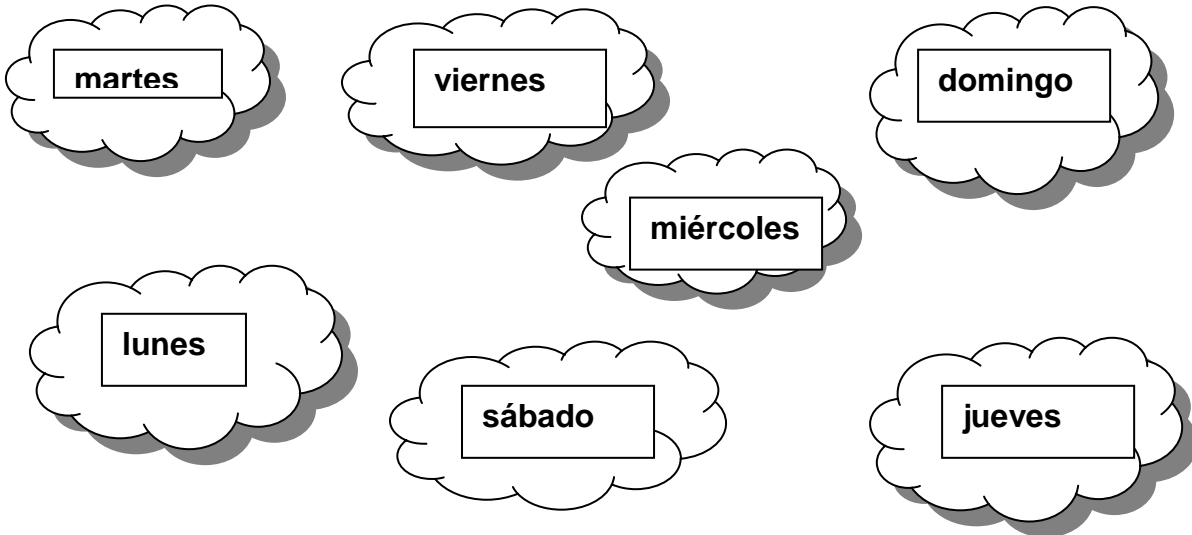 martes
viernes
domingo
miércoles
lunes
sábado
jueves